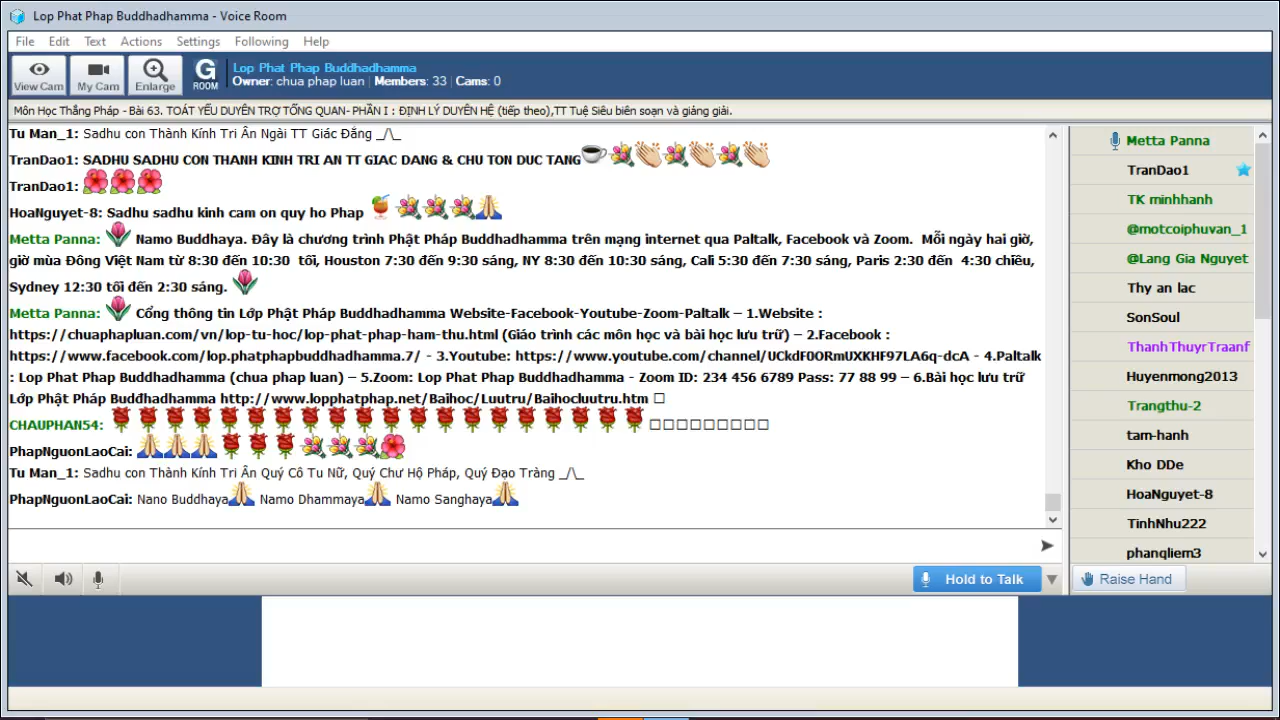 Lop Phat Phap Buddhadhamma - Voice Room
File Edit Text Actions Settings Following Help
View Cam My Cam Enlarge G ROOM
Lop Phat Phap Buddhadhamma
Owner: chua phap luan | Members: 33 | Cams: 0
Môn Học Thắng Pháp - Bài 63. TOÁT YẾU DUYÊN TRỢ TỔNG QUAN- PHẦN I : ĐỊNH LÝ DUYÊN HỆ (tiếp theo),TT Tuệ Siêu biên soạn và giảng giải.
Tu Man_1: Sadhu con Thành Kính Tri Ân Ngài TT Giác Đẳng _/\_
TranDao1: SADHU SADHU CON THANH KINH TRI AN TT GIAC DANG & CHU TON DUC TANG
TranDao1:
HoaNguyet-8: Sadhu sadhu kinh cam on quy ho Phap
Metta Panna: Namo Buddhaya. Đây là chương trình Phật Pháp Buddhadhamma trên mạng internet qua Paltalk, Facebook và Zoom. Mỗi ngày hai giờ,
giờ mùa Đông Việt Nam từ 8:30 đến 10:30 tối, Houston 7:30 đến 9:30 sáng, NY 8:30 đến 10:30 sáng, Cali 5:30 đến 7:30 sáng, Paris 2:30 đến 4:30 chiều,
Sydney 12:30 tối đến 2:30 sáng.
Metta Panna: Cổng thông tin Lớp Phật Pháp Buddhadhamma Website-Facebook-Youtube-Zoom-Paltalk – 1.Website :
https://chuaphapluan.com/vn/lop-tu-hoc/lop-phat-phap-ham-thu.html (Giáo trình các môn học và bài học lưu trữ) – 2.Facebook :
https://www.facebook.com/lop.phatphapbuddhadhamma.7/ - 3.Youtube: https://www.youtube.com/channel/UCkdF0ORmUXKHF97LA6q-dcA - 4.Paltalk
: Lop Phat Phap Buddhadhamma (chua phap luan) – 5.Zoom: Lop Phat Phap Buddhadhamma - Zoom ID: 234 456 6789 Pass: 77 88 99 – 6.Bài học lưu trữ
Lớp Phật Pháp Buddhadhamma http://www.lopphatphap.net/Baihoc/Luutru/Baihocluutru.htm
CHAUPHAN54:
PhapNguonLaoCai:
Tu Man_1: Sadhu con Thành Kính Tri Ân Quý Cô Tu Nữ, Quý Chư Hộ Pháp, Quý Đạo Tràng _/\_
PhapNguonLaoCai: Nano Buddhaya Namo Dhammaya Namo Sanghaya
Hold to Talk
Metta Panna
TranDao1
TK minhhanh
@motcoiphuvan_1
@Lang Gia Nguyet
Thy an lac
SonSoul
ThanhThuyrTraanf
Huyenmong2013
Trangthu-2
tam-hanh
Kho DDe
HoaNguyet-8
TinhNhu222
phanqliem3
Raise Hand